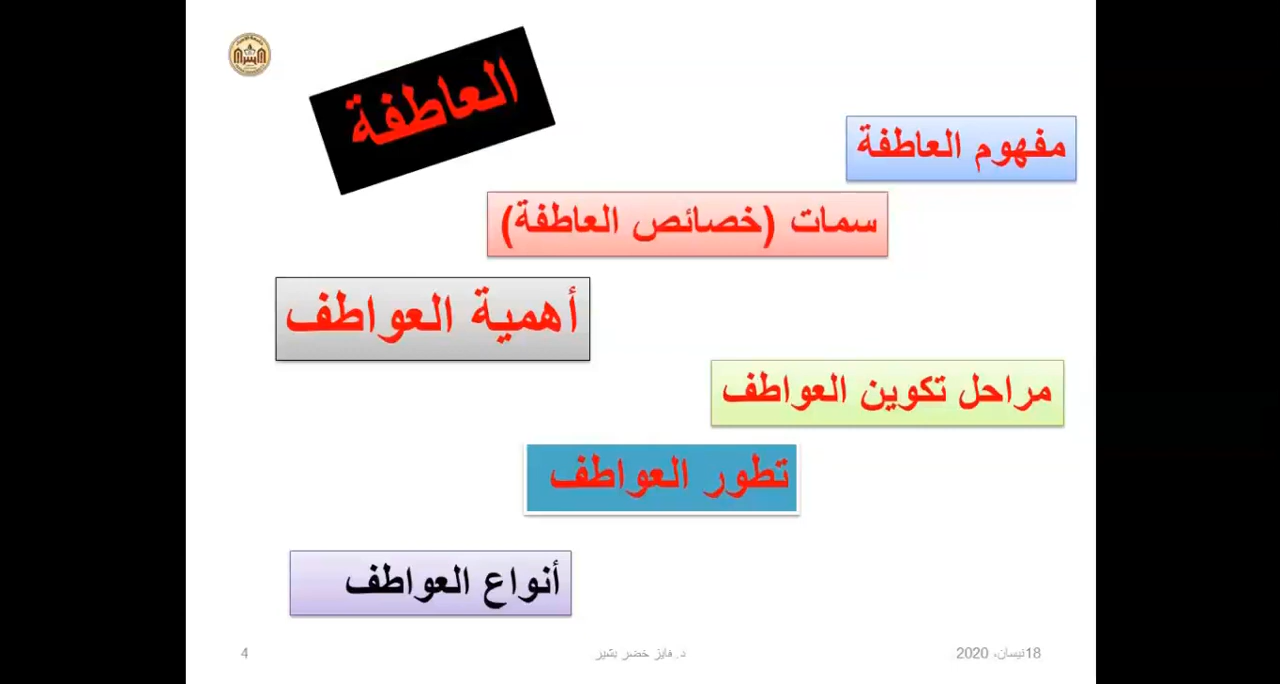 العاطفة
مفهوم العاطفة
سمات (خصائص العاطفة)
أهمية العواطف
مراحل تكوين العواطف
تطور العواطف
أنواع العواطف
18نيسان، 2020
د. فايز خضر بشير
4